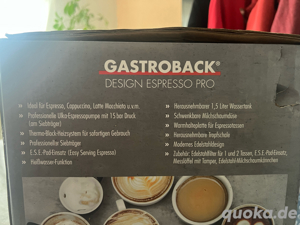 GASTROBACK®
DESIGN ESPRESSO PRO
» Ideal für Espresso, Cappuccino, Latte Macchiato u.v.m.
» Professionelle Ulka-Espressopumpe mit 15 bar Druck
(am Siebträger)
» Thermo-Block-Heizsystem für sofortigen Gebrauch
» Professionelle Siebträger
» E.S.E.-Pad-Einsatz (Easy Serving Espresso)
» Heißwasser-Funktion
» Herausnehmbarer 1,5 Liter Wassertank
» Schwenkbare Milchschaumdüse
» Warmhalteplatte für Espressotassen
» Herausnehmbare Tropfschale
» Modernes Edelstahldesign
» Zubehör: Edelstahlfilter für 1 und 2 Tassen, E.S.E. Pad-Einsatz,
Messlöffel mit Tamper, Edelstahl-Milchschaumkännchen
quoka.de